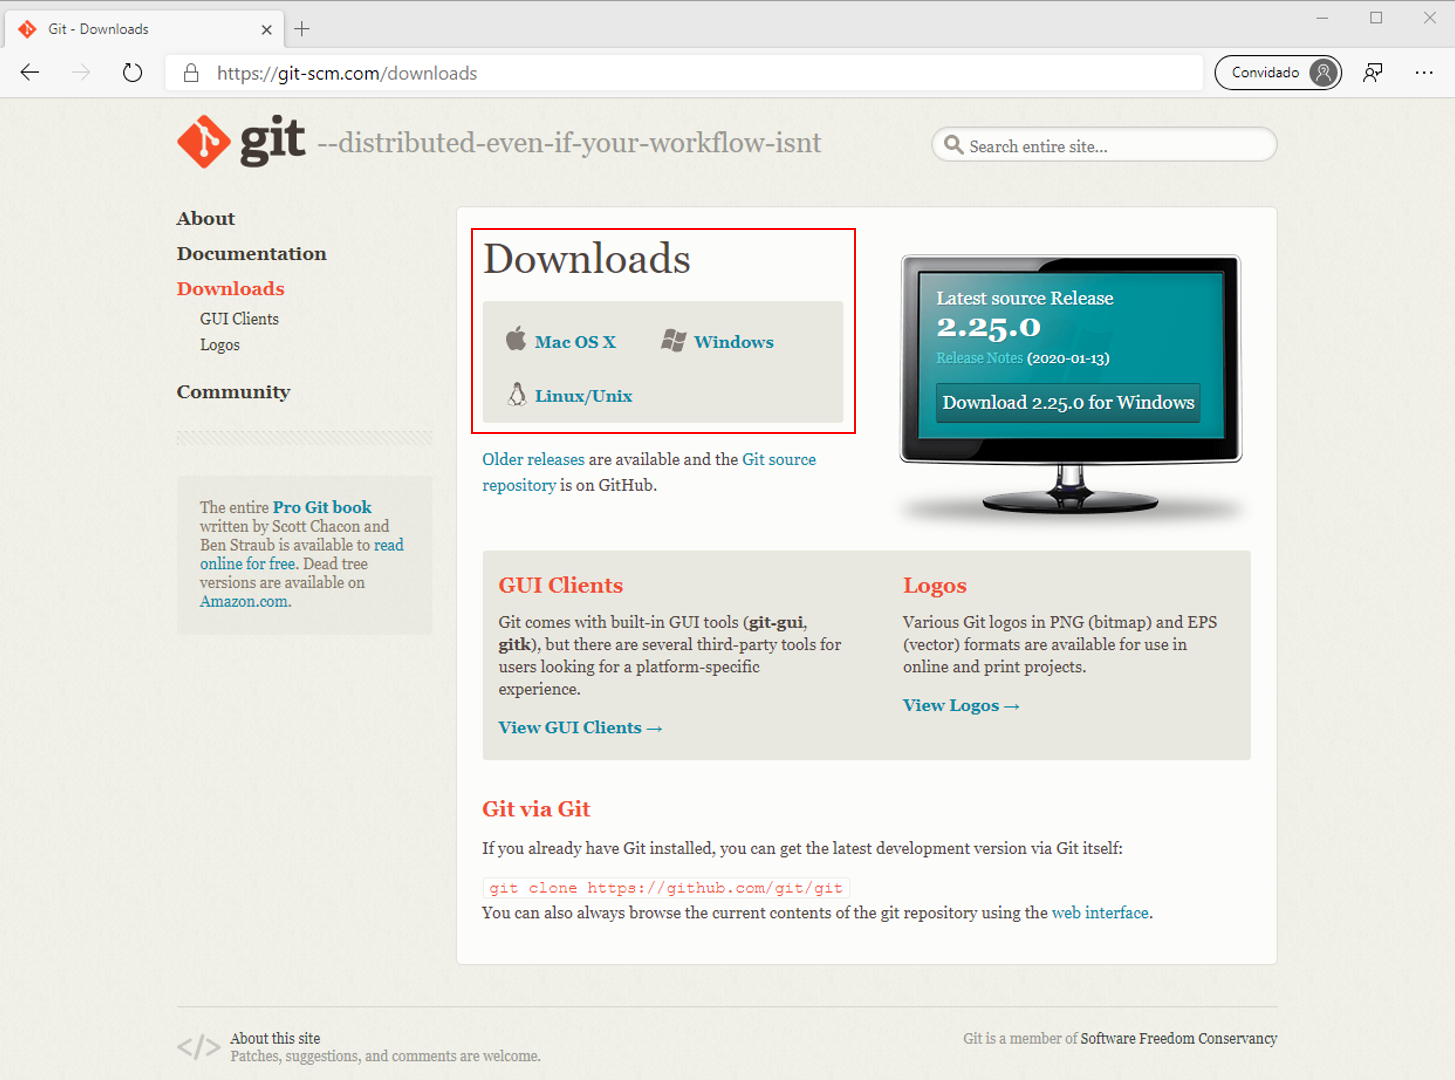 Git - Downloads
https://git-scm.com/downloads
Convidado
git --distributed-even-if-your-workflow-isnt
Search entire site...
About
Documentation
Downloads
GUI Clients
Logos
Community
The entire Pro Git book
written by Scott Chacon and
Ben Straub is available to read
online for free. Dead tree
versions are available on
Amazon.com.
Downloads
Mac OS X
Windows
Linux/Unix
Older releases are available and the Git source
repository is on GitHub.
Latest source Release
2.25.0
Release Notes (2020-01-13)
Download 2.25.0 for Windows
GUI Clients
Git comes with built-in GUI tools (git-gui,
gitk), but there are several third-party tools for
users looking for a platform-specific
experience.
View GUI Clients →
Logos
Various Git logos in PNG (bitmap) and EPS
(vector) formats are available for use in
online and print projects.
View Logos →
Git via Git
If you already have Git installed, you can get the latest development version via Git itself:
git clone https://github.com/git/git
You can also always browse the current contents of the git repository using the web interface.
</> About this site
Patches, suggestions, and comments are welcome.
Git is a member of Software Freedom Conservancy